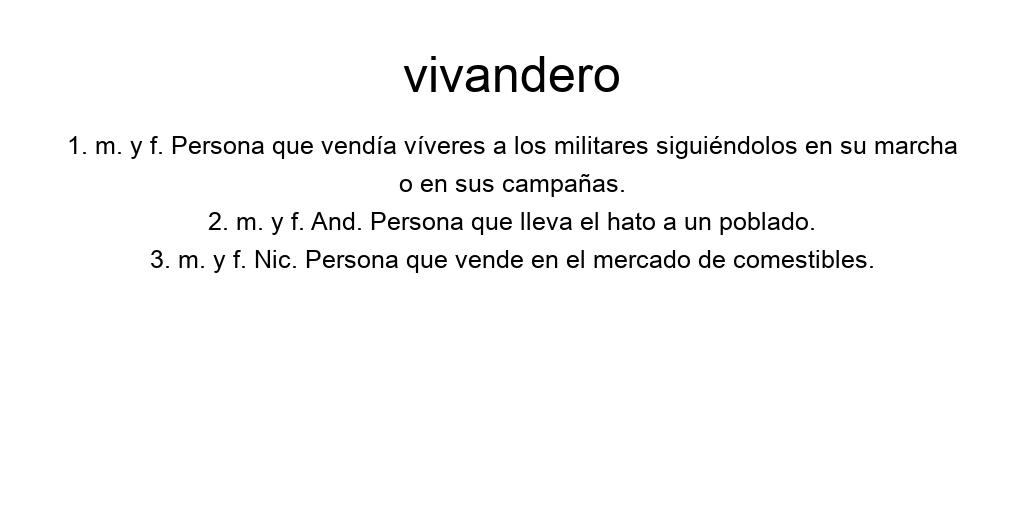 vivandero
1. m. y f. Persona que vendía víveres a los militares siguiéndolos en su marcha
o en sus campañas.
2. m. y f. And. Persona que lleva el hato a un poblado.
3. m. y f. Nic. Persona que vende en el mercado de comestibles.